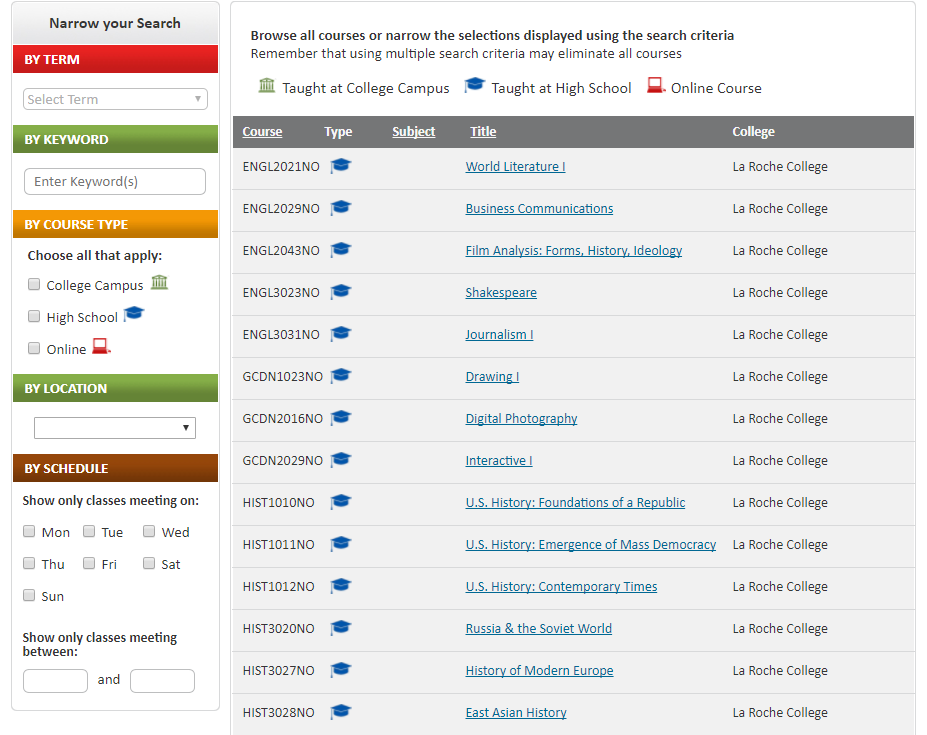 Narrow your Search
BY TERM
Select Term
BY KEYWORD
Enter Keyword(s)
BY COURSE TYPE
Choose all that apply:
College Campus
High School
Online
BY LOCATION
BY SCHEDULE
Show only classes meeting on:
Mon Tue Wed
Thu Fri Sat
Sun
Show only classes meeting
between:
and
Browse all courses or narrow the selections displayed using the search criteria
Remember that using multiple search criteria may eliminate all courses
Taught at College Campus Taught at High School Online Course
Course Type Subject Title College
ENGL2021NO World Literature I La Roche College
ENGL2029NO Business Communications La Roche College
ENGL2043NO Film Analysis: Forms, History, Ideology La Roche College
ENGL3023NO Shakespeare La Roche College
ENGL3031NO Journalism I La Roche College
GCDN1023NO Drawing I La Roche College
GCDN2016NO Digital Photography La Roche College
GCDN2029NO Interactive I La Roche College
HIST1010NO U.S. History: Foundations of a Republic La Roche College
HIST1011NO U.S. History: Emergence of Mass Democracy La Roche College
HIST1012NO U.S. History: Contemporary Times La Roche College
HIST3020NO Russia & the Soviet World La Roche College
HIST3027NO History of Modern Europe La Roche College
HIST3028NO East Asian History La Roche College